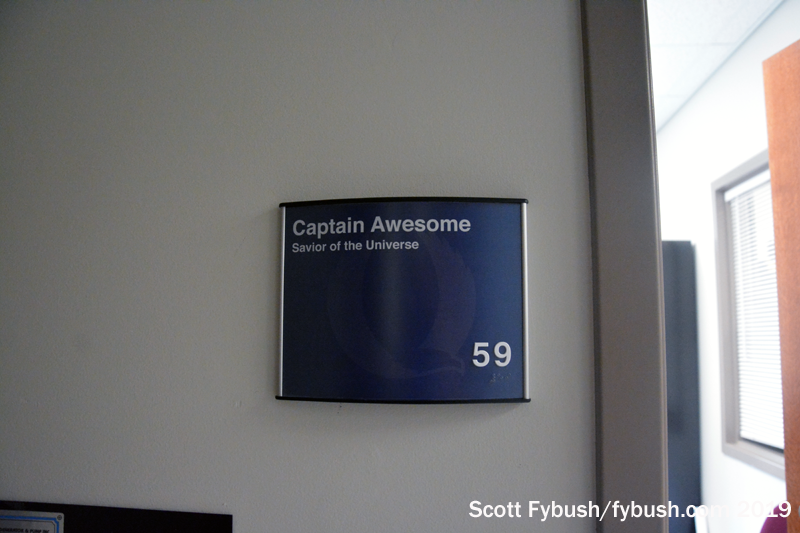 Captain Awesome
Savior of the Universe
59
Scott Fybush/fybush.com 2019